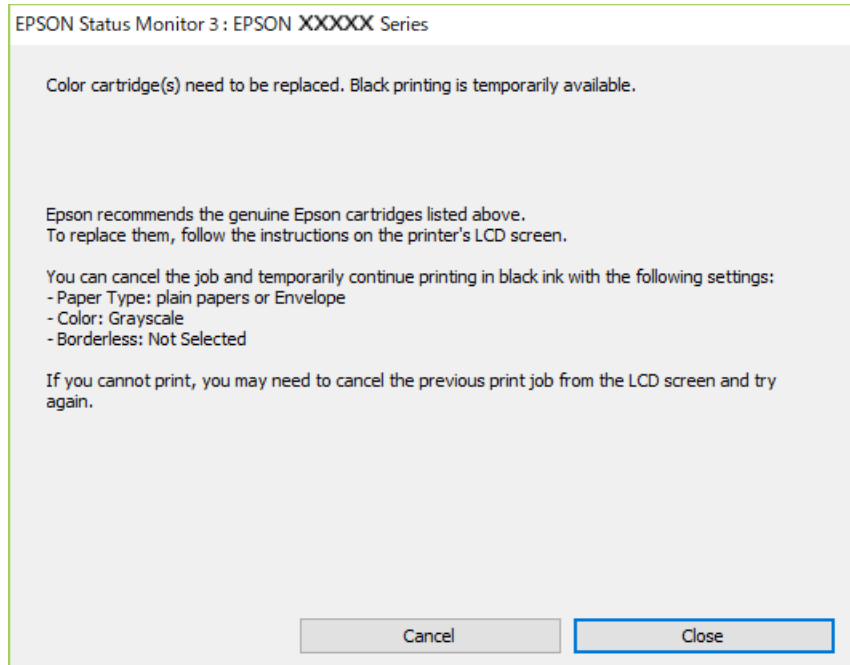 EPSON Status Monitor 3 : EPSON XXXXX Series
Color cartridge(s) need to be replaced. Black printing is temporarily available.
Epson recommends the genuine Epson cartridges listed above.
To replace them, follow the instructions on the printer's LCD screen.
You can cancel the job and temporarily continue printing in black ink with the following settings:
- Paper Type: plain papers or Envelope
- Color: Grayscale
- Borderless: Not Selected
If you cannot print, you may need to cancel the previous print job from the LCD screen and try
again.
Cancel
Close